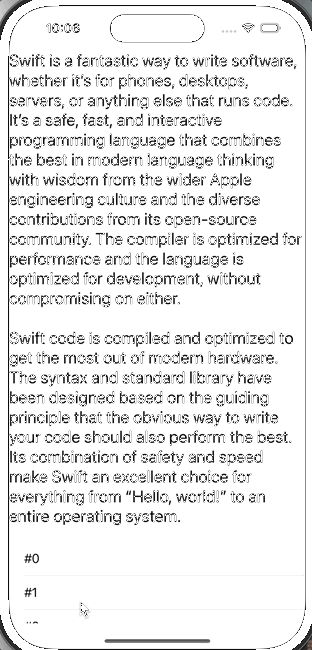 10:06
Swift is a fantastic way to write software,
whether it's for phones, desktops,
servers, or anything else that runs code.
It's a safe, fast, and interactive
programming language that combines
the best in modern language thinking
with wisdom from the wider Apple
engineering culture and the diverse
contributions from its open-source
community. The compiler is optimized for
performance and the language is
optimized for development, without
compromising on either.
Swift code is compiled and optimized to
get the most out of modern hardware.
The syntax and standard library have
been designed based on the guiding
principle that the obvious way to write
your code should also perform the best.
Its combination of safety and speed
make Swift an excellent choice for
everything from “Hello, world!” to an
entire operating system.
#0
#1